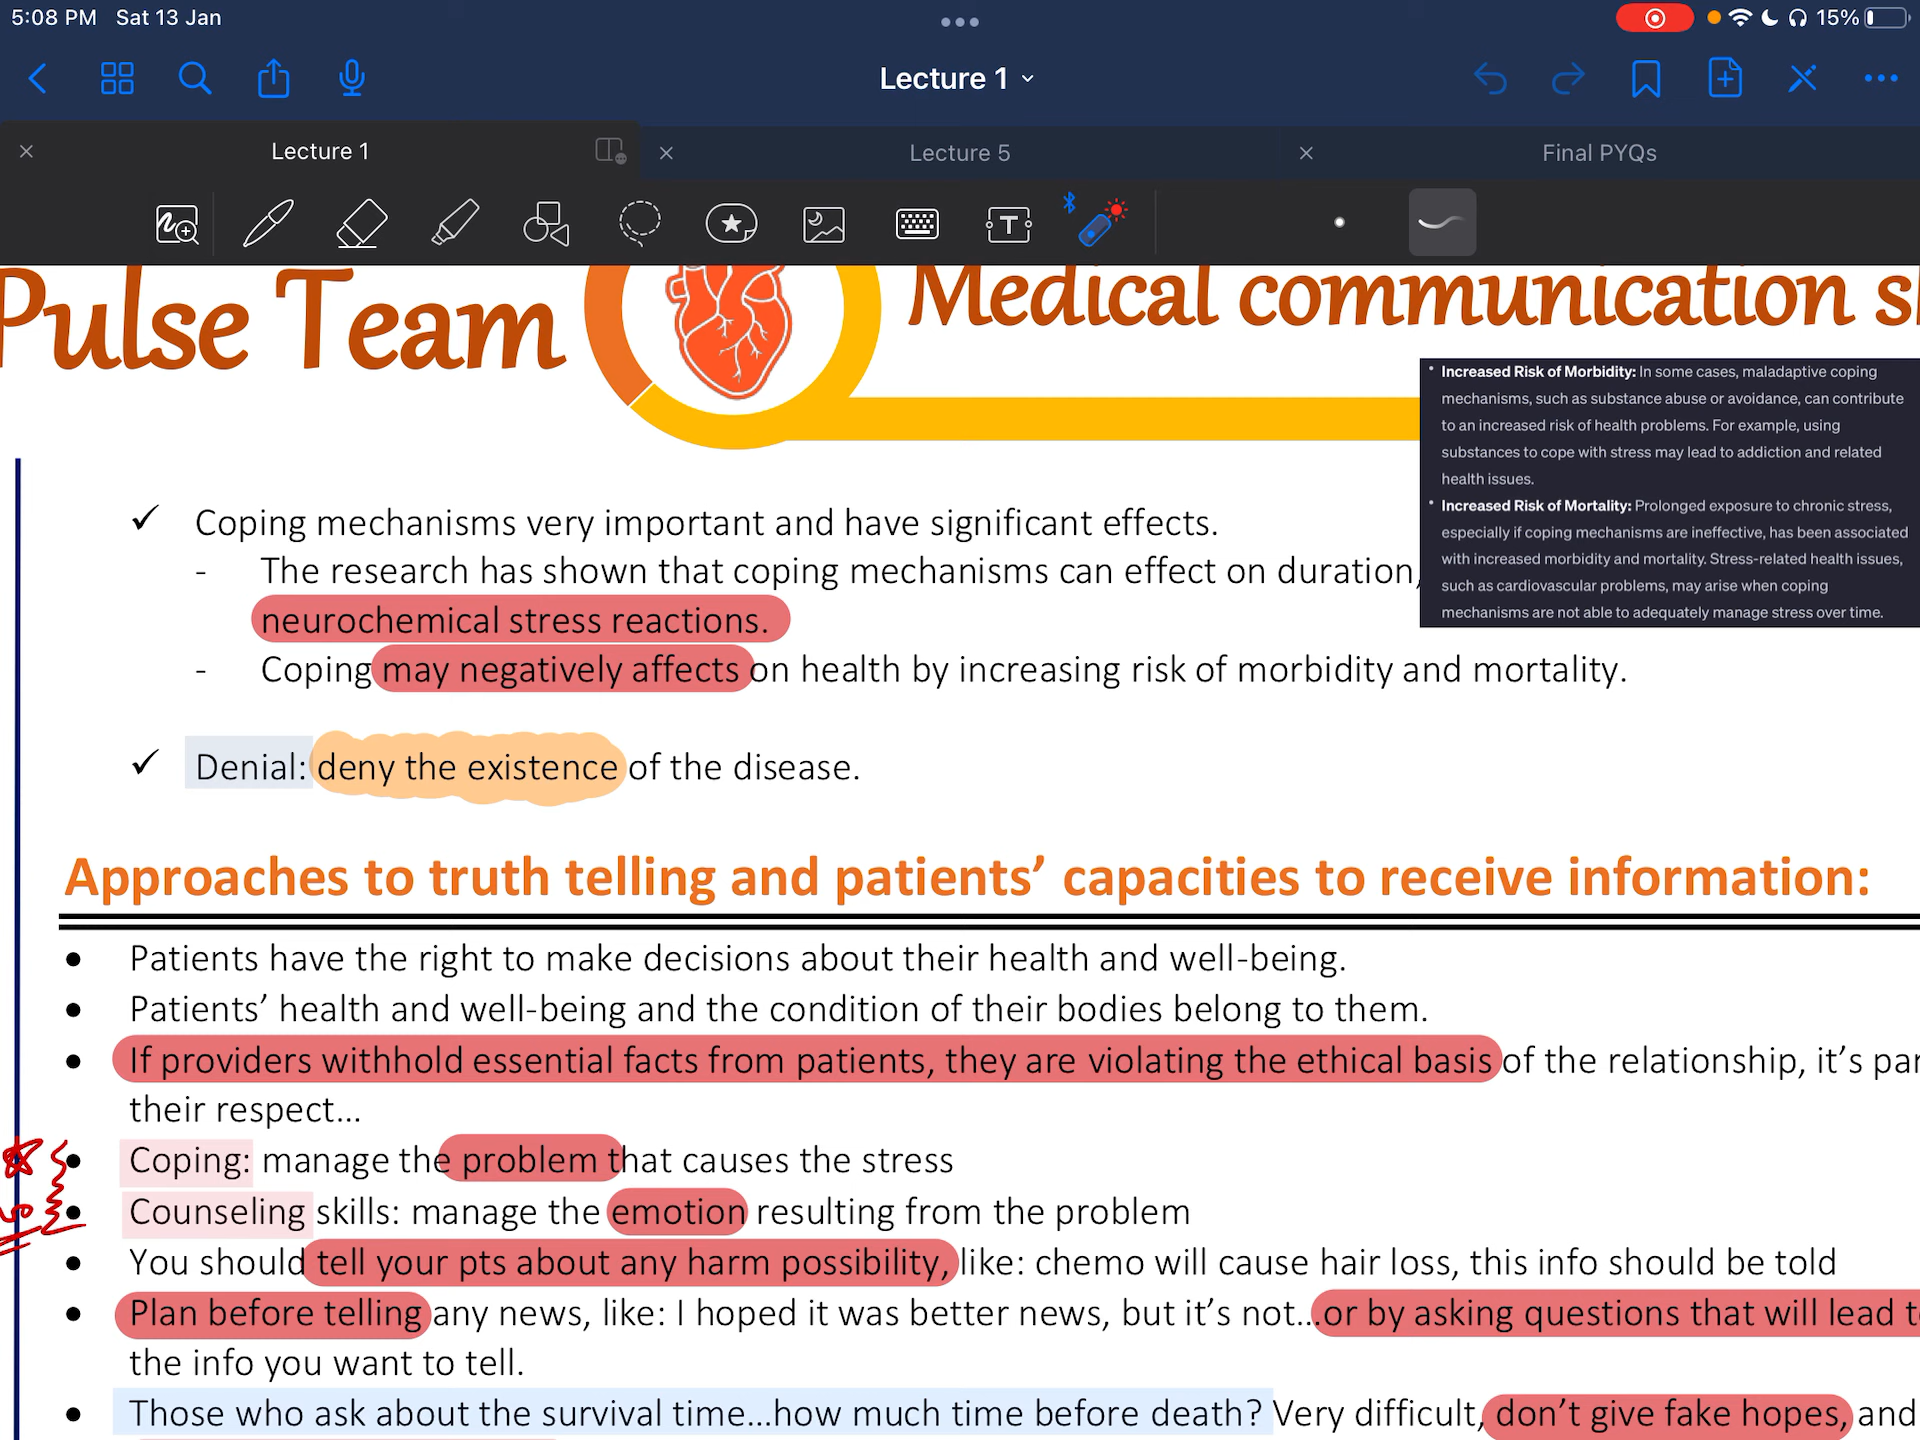 5:08 PM Sat 13 Jan
15%
Lecture 1
Lecture 1
Lecture 5
Final PYQs
Pulse Team
Medical communication s
Increased Risk of Morbidity: In some cases, maladaptive coping
mechanisms, such as substance abuse or avoidance, can contribute
to an increased risk of health problems. For example, using
substances to cope with stress may lead to addiction and related
health issues.
Increased Risk of Mortality: Prolonged exposure to chronic stress,
especially if coping mechanisms are ineffective, has been associated
with increased morbidity and mortality. Stress-related health issues,
such as cardiovascular problems, may arise when coping
mechanisms are not able to adequately manage stress over time.
✓ Coping mechanisms very important and have significant effects.
- The research has shown that coping mechanisms can effect on duration,
neurochemical stress reactions.
- Coping may negatively affects on health by increasing risk of morbidity and mortality.
✓ Denial: deny the existence of the disease.
Approaches to truth telling and patients’ capacities to receive information:
• Patients have the right to make decisions about their health and well-being.
• Patients’ health and well-being and the condition of their bodies belong to them.
• If providers withhold essential facts from patients, they are violating the ethical basis of the relationship, it’s par
their respect...
• Coping: manage the problem that causes the stress
• Counseling skills: manage the emotion resulting from the problem
• You should tell your pts about any harm possibility, like: chemo will cause hair loss, this info should be told
• Plan before telling any news, like: I hoped it was better news, but it’s not...or by asking questions that will lead t
the info you want to tell.
• Those who ask about the survival time...how much time before death? Very difficult, don’t give fake hopes, and